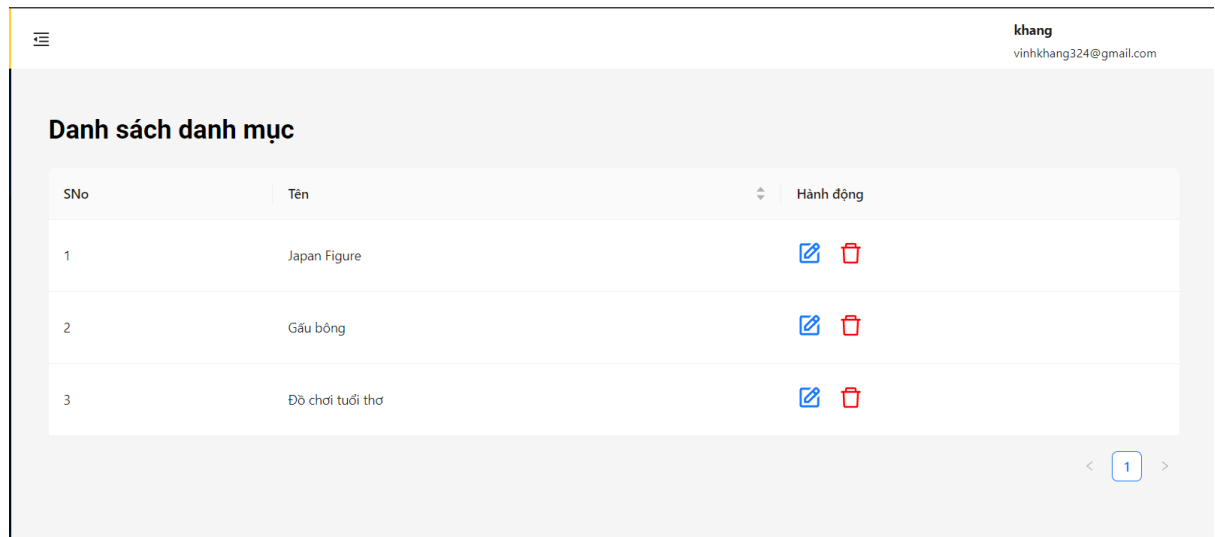 khang
vinhkhang324@gmail.com
Danh sách danh mục
SNo Tên Hành động
1 Japan Figure
2 Gấu bông
3 Đồ chơi tuổi thơ
< 1 >